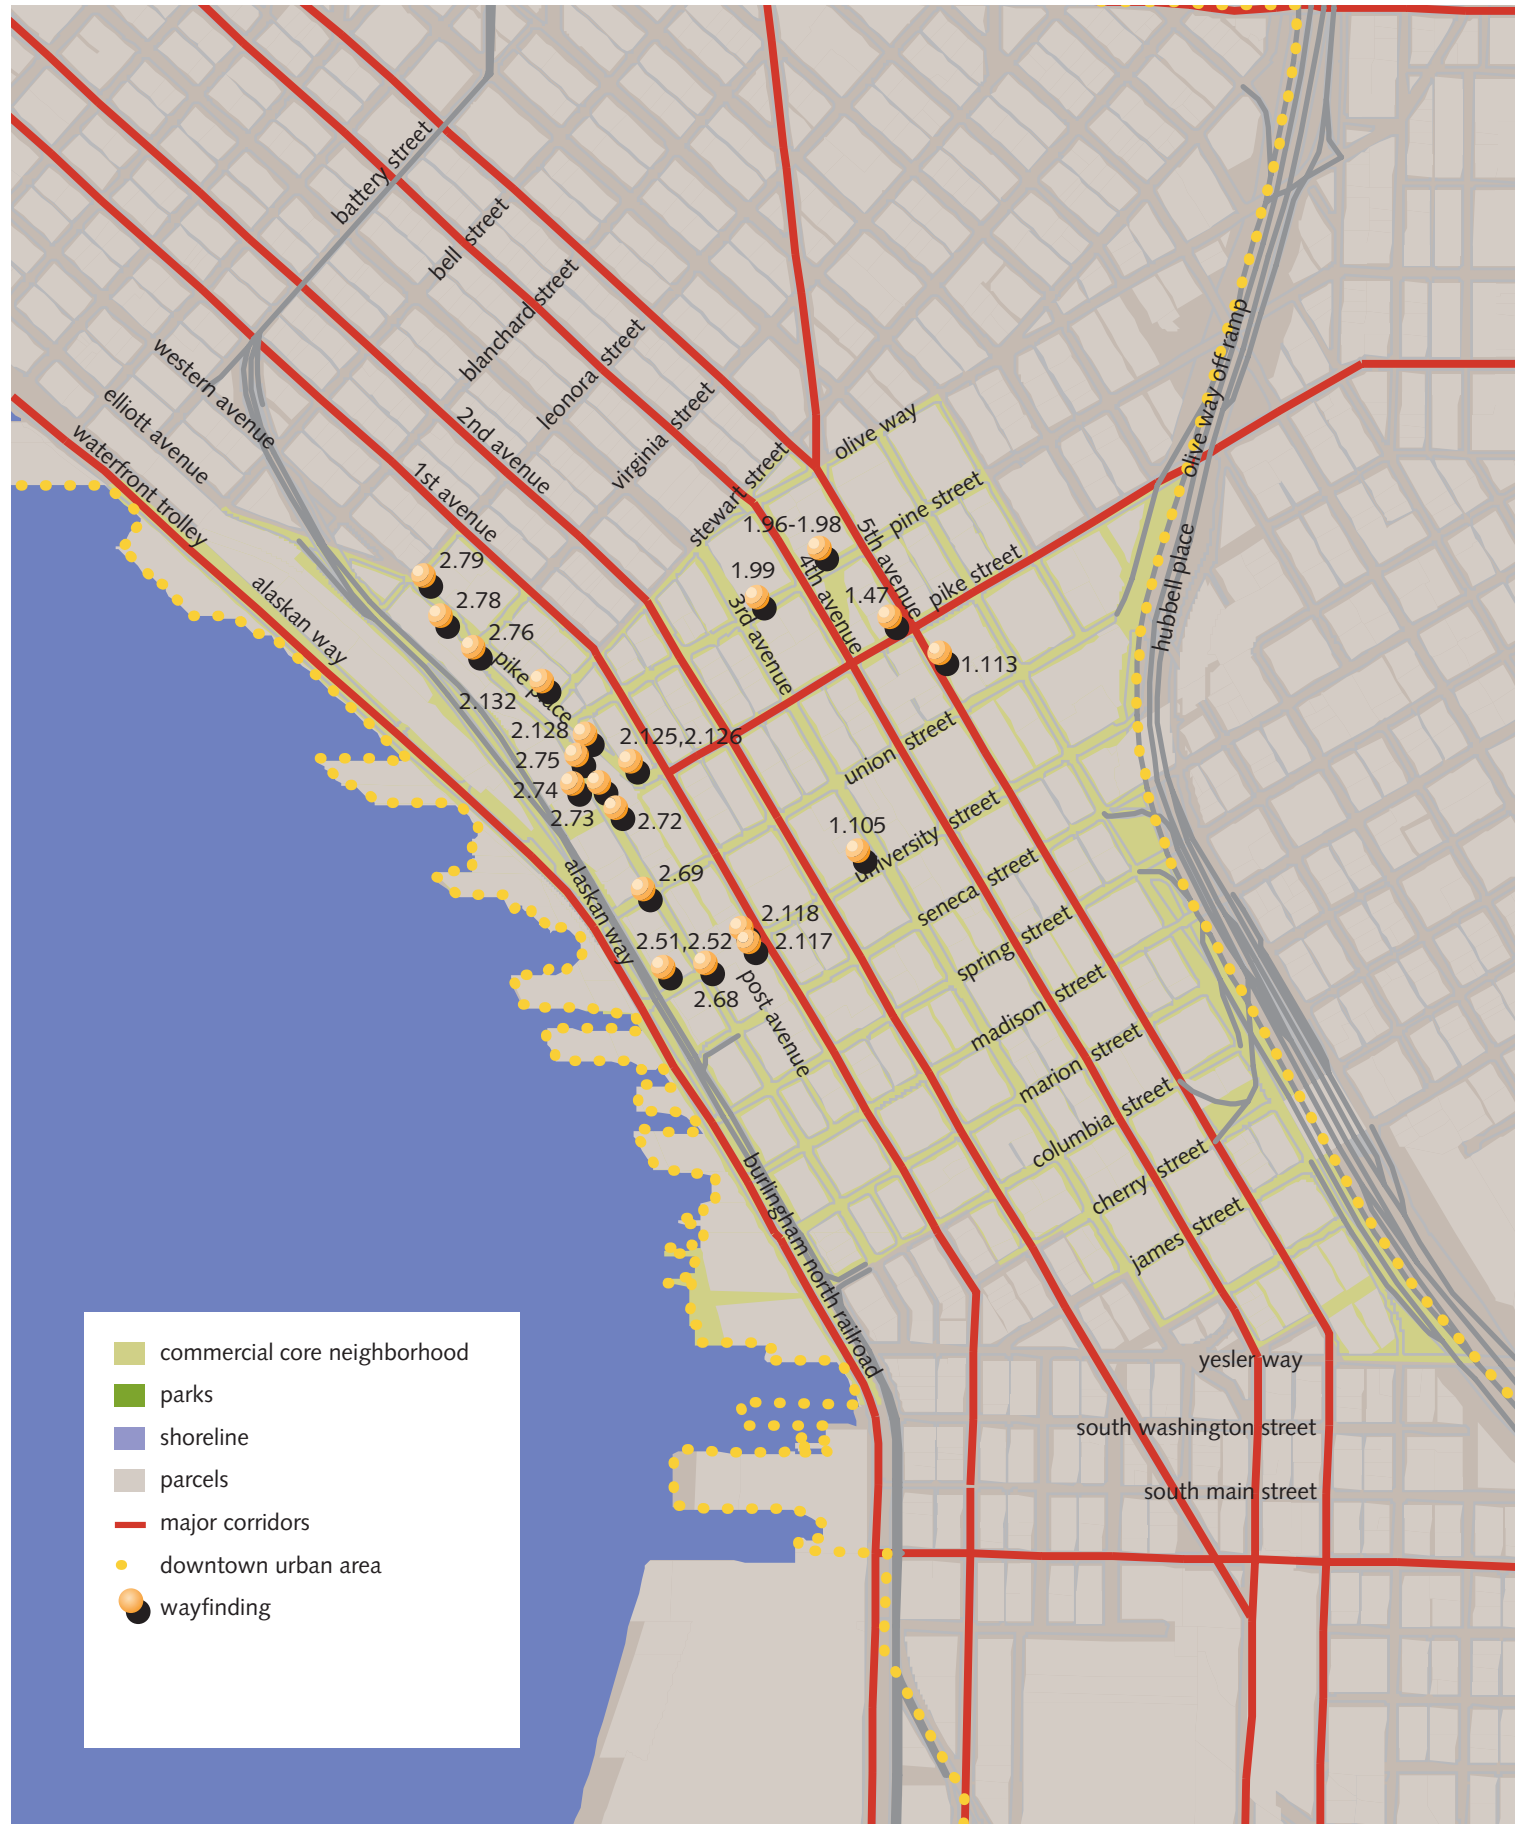 battery street
bell street
blanchard street
leonora street
virginia street
western avenue
elliott avenue
waterfront trolley
2nd avenue
1st avenue
stewart street
olive way
olive way off ramp
pine street
5th avenue
1.96-1.98
4th avenue
pike street
hubbell place
1.99
1.47
3rd avenue
1.113
alaskan way
2.79
2.78
2.76
pike place
2.132
2.128
2.125,2.126
2.75
2.74
2.73
2.72
union street
1.105
university street
seneca street
alaskan way
2.69
2.118
2.51,2.52
2.117
2.68
spring street
post avenue
madison street
marion street
columbia street
cherry street
james street
burlingham north railroad
yesler way
south washington street
south main street
commercial core neighborhood
parks
shoreline
parcels
major corridors
downtown urban area
wayfinding